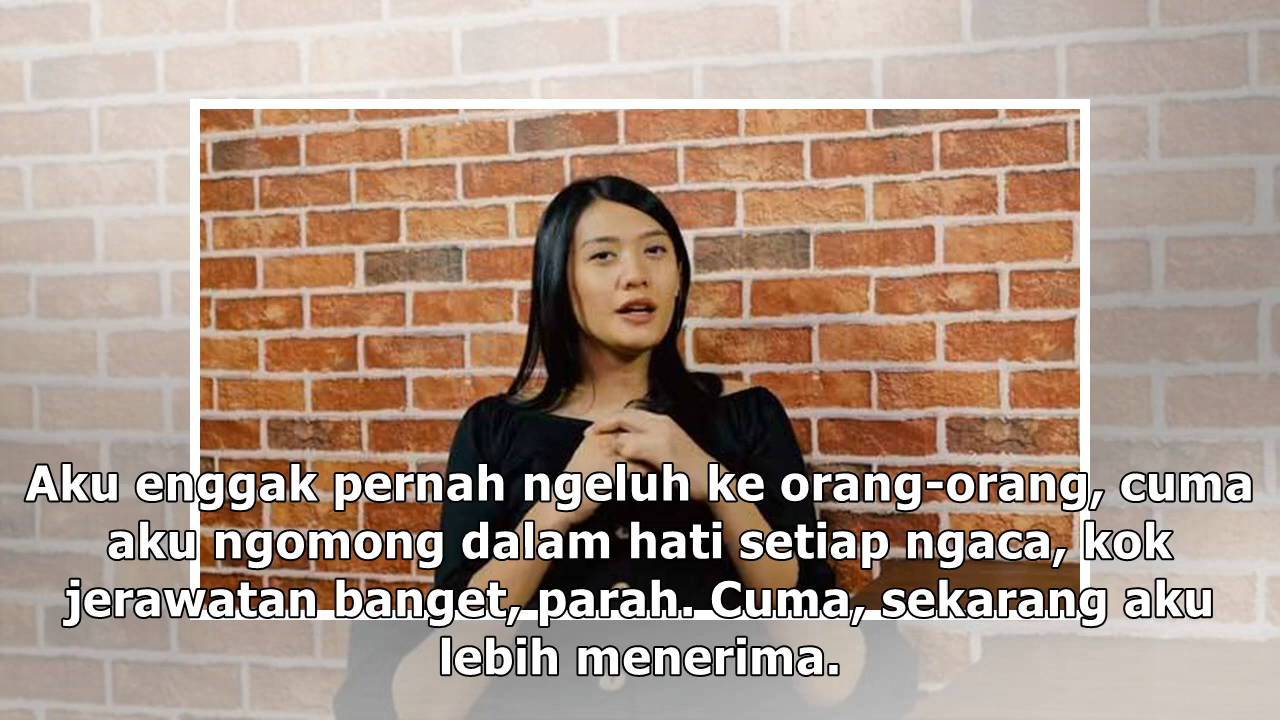 Aku enggak pernah ngeluh ke orang-orang, cuma
aku ngomong dalam hati setiap ngaca, kok
jerawatan banget, parah. Cuma, sekarang aku
lebih menerima.